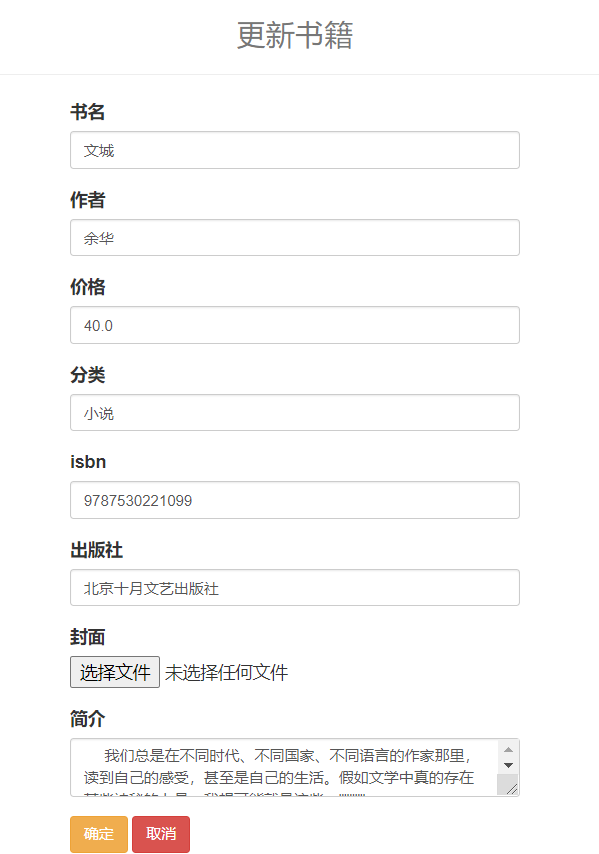 更新书籍
书名
文城
作者
余华
价格
40.0
分类
小说
isbn
9787530221099
出版社
北京十月文艺出版社
封面
选择文件 未选择任何文件
简介
我们总是在不同时代、不同国家、不同语言的作家那里，
读到自己的感受，甚至是自己的生活。假如文学中真的存在
确定 取消